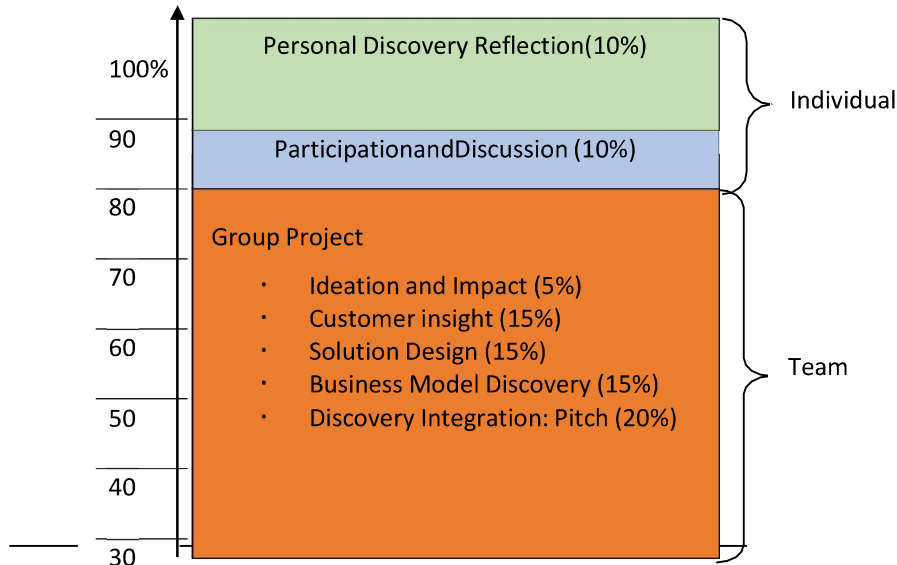 Personal Discovery Reflection(10%)
100%
Individual
90
ParticipationandDiscussion (10%)
80
Group Project
70
· Ideation and Impact (5%)
· Customer insight (15%)
60
· Solution Design (15%)
Team
· Business Model Discovery (15%)
50
· Discovery Integration: Pitch (20%)
40
30